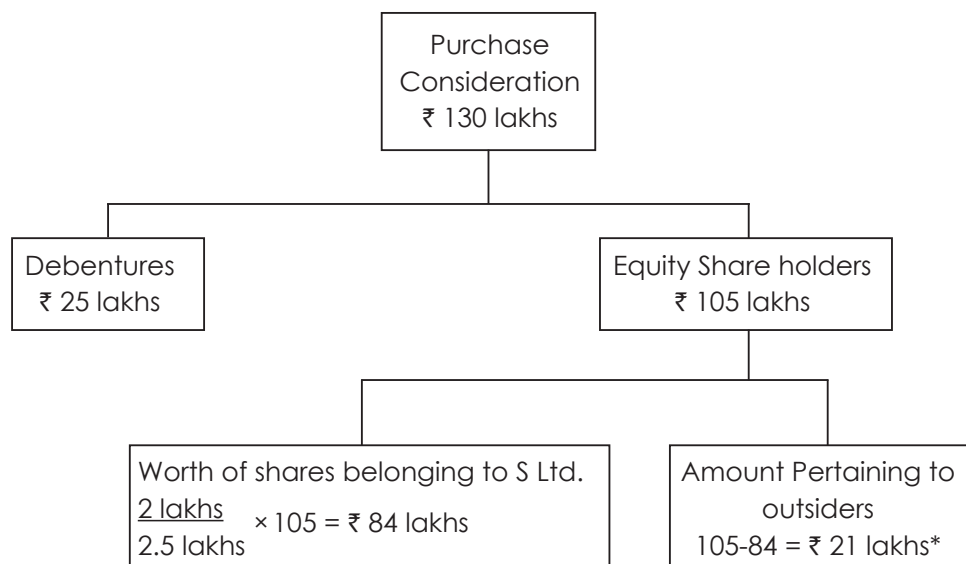 Purchase
Consideration
₹ 130 lakhs
Debentures
₹ 25 lakhs
Equity Share holders
₹ 105 lakhs
Worth of shares belonging to S Ltd.
2 lakhs
2.5 lakhs
× 105 = ₹ 84 lakhs
Amount Pertaining to
outsiders
105-84 = ₹ 21 lakhs*